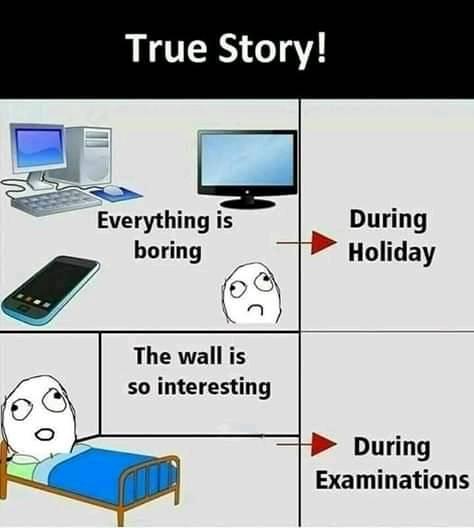 True Story!
Everything is
boring
During
Holiday
The wall is
so interesting
During
Examinations